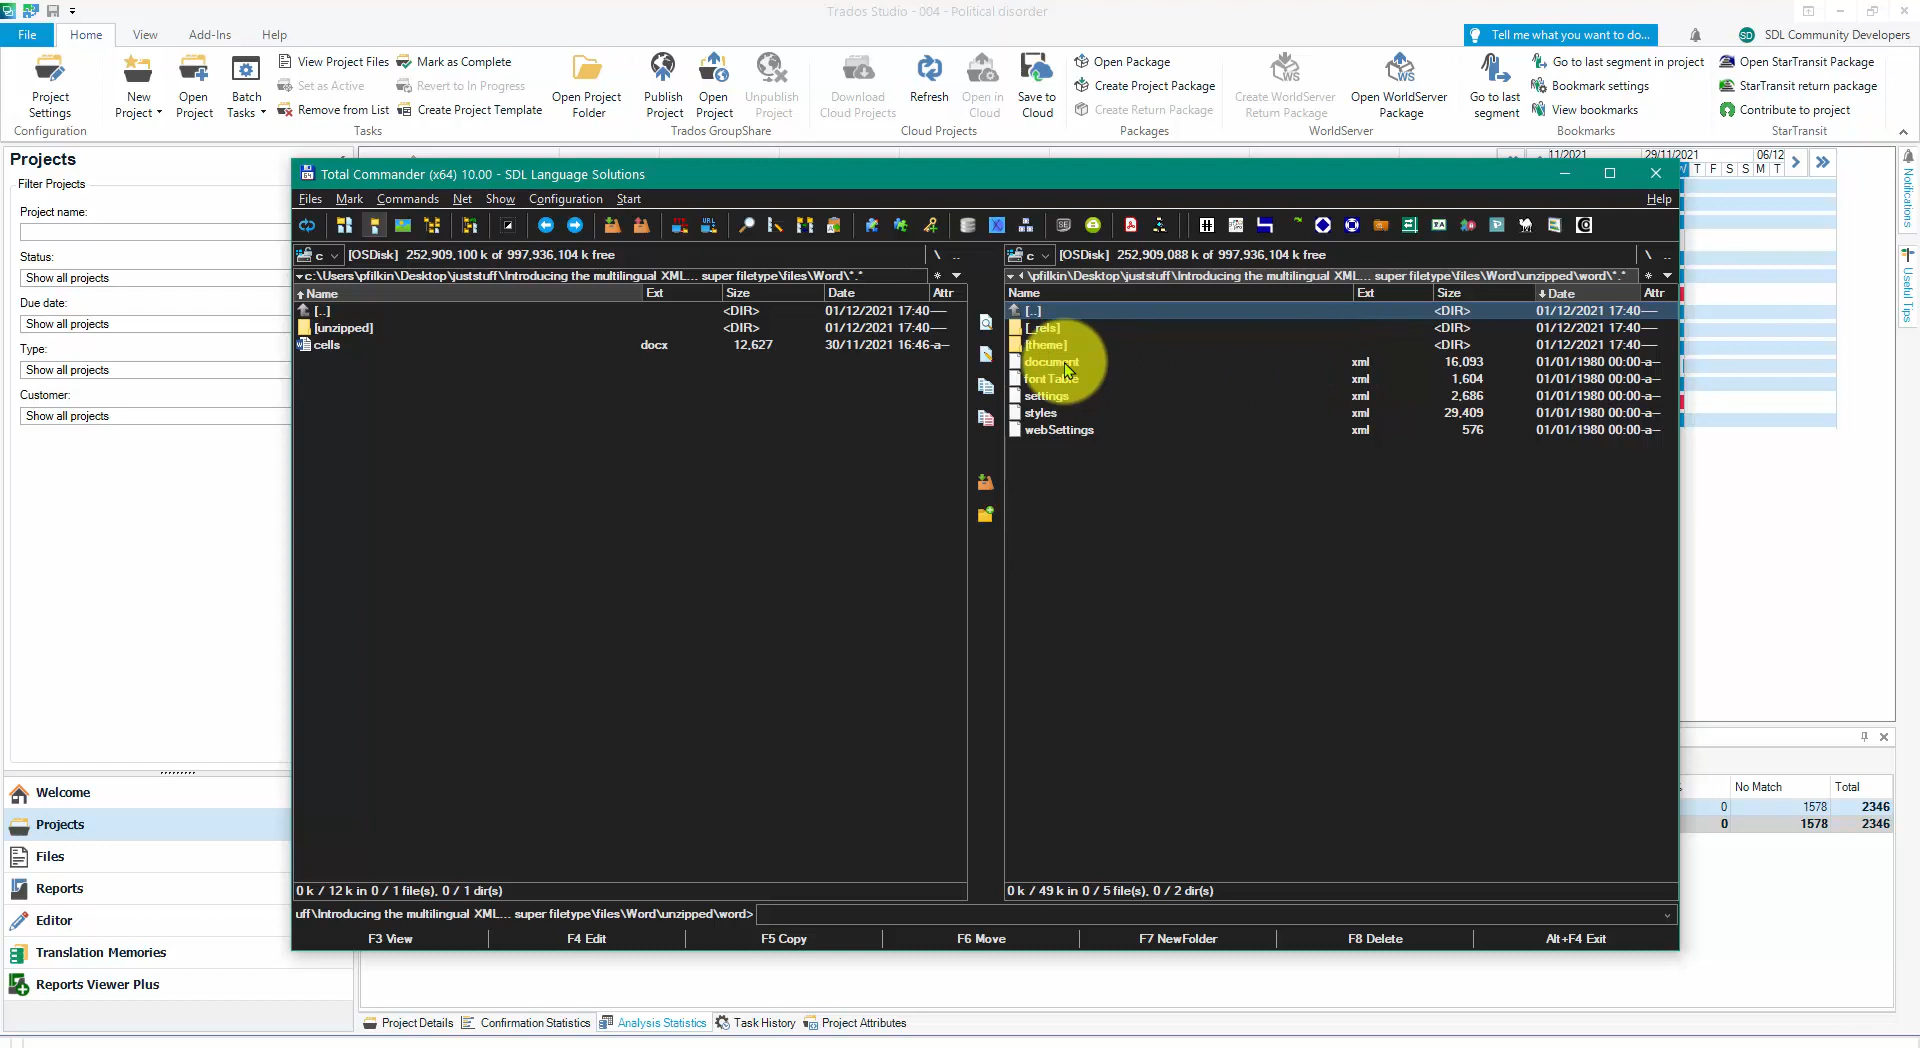 Trados Studio - 004 - Political disorder
File Home View Add-Ins Help
Tell me what you want to do...
SD SDL Community Developers
Project Settings
Configuration
New Project
Open Project
Batch Tasks
View Project Files
Set as Active
Remove from List
Mark as Complete
Revert to In Progress
Create Project Template
Open Project Folder
Tasks
Publish Project
Open Project
Unpublish Project
Trados GroupShare
Download Cloud Projects
Refresh
Open in Cloud
Save to Cloud
Cloud Projects
Open Package
Create Project Package
Create Return Package
Packages
Create WorldServer Return Package
Open WorldServer Package
WorldServer
Go to last segment
Go to last segment in project
Bookmark settings
View bookmarks
Bookmarks
Open StarTransit Package
StarTransit return package
Contribute to project
StarTransit
Projects
Filter Projects
Project name:
Status:
Show all projects
Due date:
Show all projects
Type:
Show all projects
Customer:
Show all projects
Welcome
Projects
Files
Reports
Editor
Translation Memories
Reports Viewer Plus
11/2021 29/11/2021 06/12
T F S S M T
Notifications
Useful Tips
Total Commander (x64) 10.00 - SDL Language Solutions
Files Mark Commands Net Show Configuration Start Help
c [OSDisk] 252,909,100 k of 997,936,104 k free \ ..
c:\Users\pfilkin\Desktop\juststuff\Introducing the multilingual XML... super filetype\files\Word\*.* *
Name Ext Size Date Attr
[..] <DIR> 01/12/2021 17:40 ----
[unzipped] <DIR> 01/12/2021 17:40 ----
cells docx 12,627 30/11/2021 16:46 -a--
0 k / 12 k in 0 / 1 file(s), 0 / 1 dir(s)
c [OSDisk] 252,909,088 k of 997,936,104 k free \ ..
\pfilkin\Desktop\juststuff\Introducing the multilingual XML... super filetype\files\Word\unzipped\word\*.* *
Name Ext Size Date Attr
[..] <DIR> 01/12/2021 17:40 ----
[_rels] <DIR> 01/12/2021 17:40 ----
[theme] <DIR> 01/12/2021 17:40 ----
document xml 16,093 01/01/1980 00:00 -a--
fontTable xml 1,604 01/01/1980 00:00 -a--
settings xml 2,686 01/01/1980 00:00 -a--
styles xml 29,409 01/01/1980 00:00 -a--
webSettings xml 576 01/01/1980 00:00 -a--
0 k / 49 k in 0 / 5 file(s), 0 / 2 dir(s)
uff\Introducing the multilingual XML... super filetype\files\Word\unzipped\word>
F3 View F4 Edit F5 Copy F6 Move F7 NewFolder F8 Delete Alt+F4 Exit
No Match Total
0 1578 2346
0 1578 2346
Project Details Confirmation Statistics Analysis Statistics Task History Project Attributes